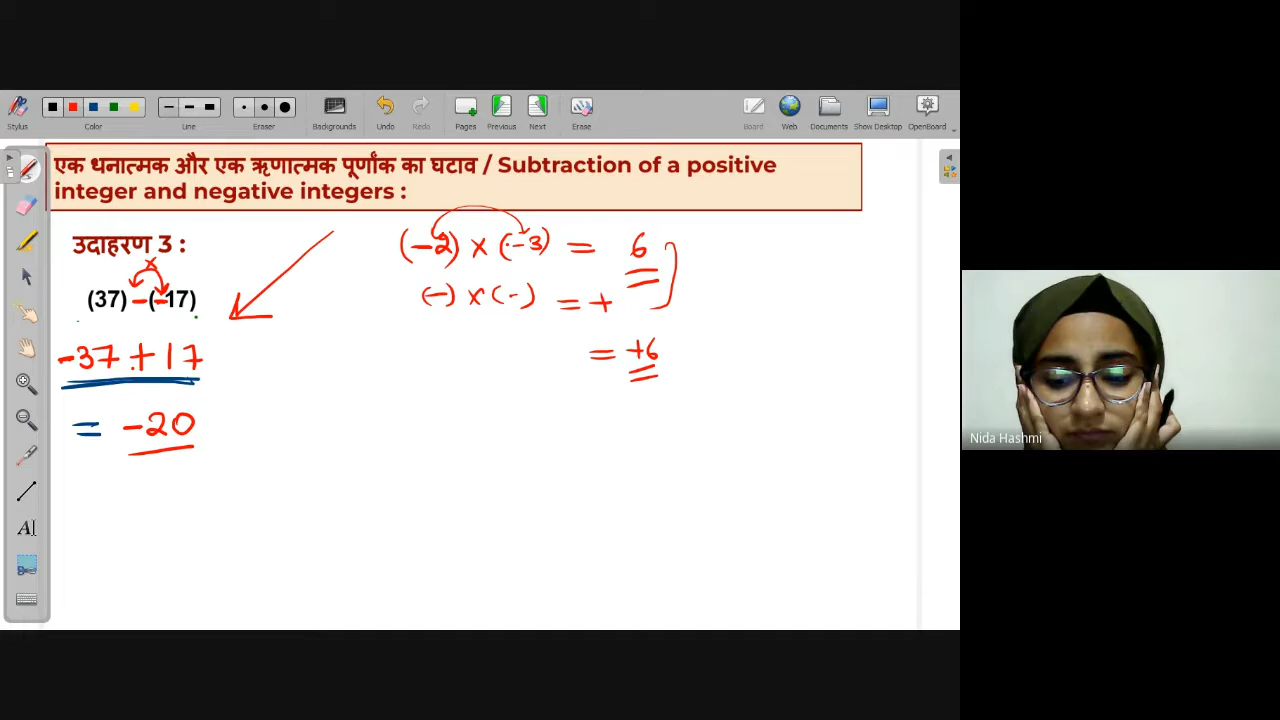 Stylus
Color
Line
Eraser
Backgrounds
Undo
Redo
Pages
Previous
Next
Erase
Board
Web
Documents
Show Desktop
OpenBoard
एक धनात्मक और एक ऋणात्मक पूर्णांक का घटाव / Subtraction of a positive
integer and negative integers :
उदाहरण 3 :
(37) - (-17)
-37 + 17
= -20
(-2) x (-3) = 6
(-) x (-) = +
= +6
Nida Hashmi